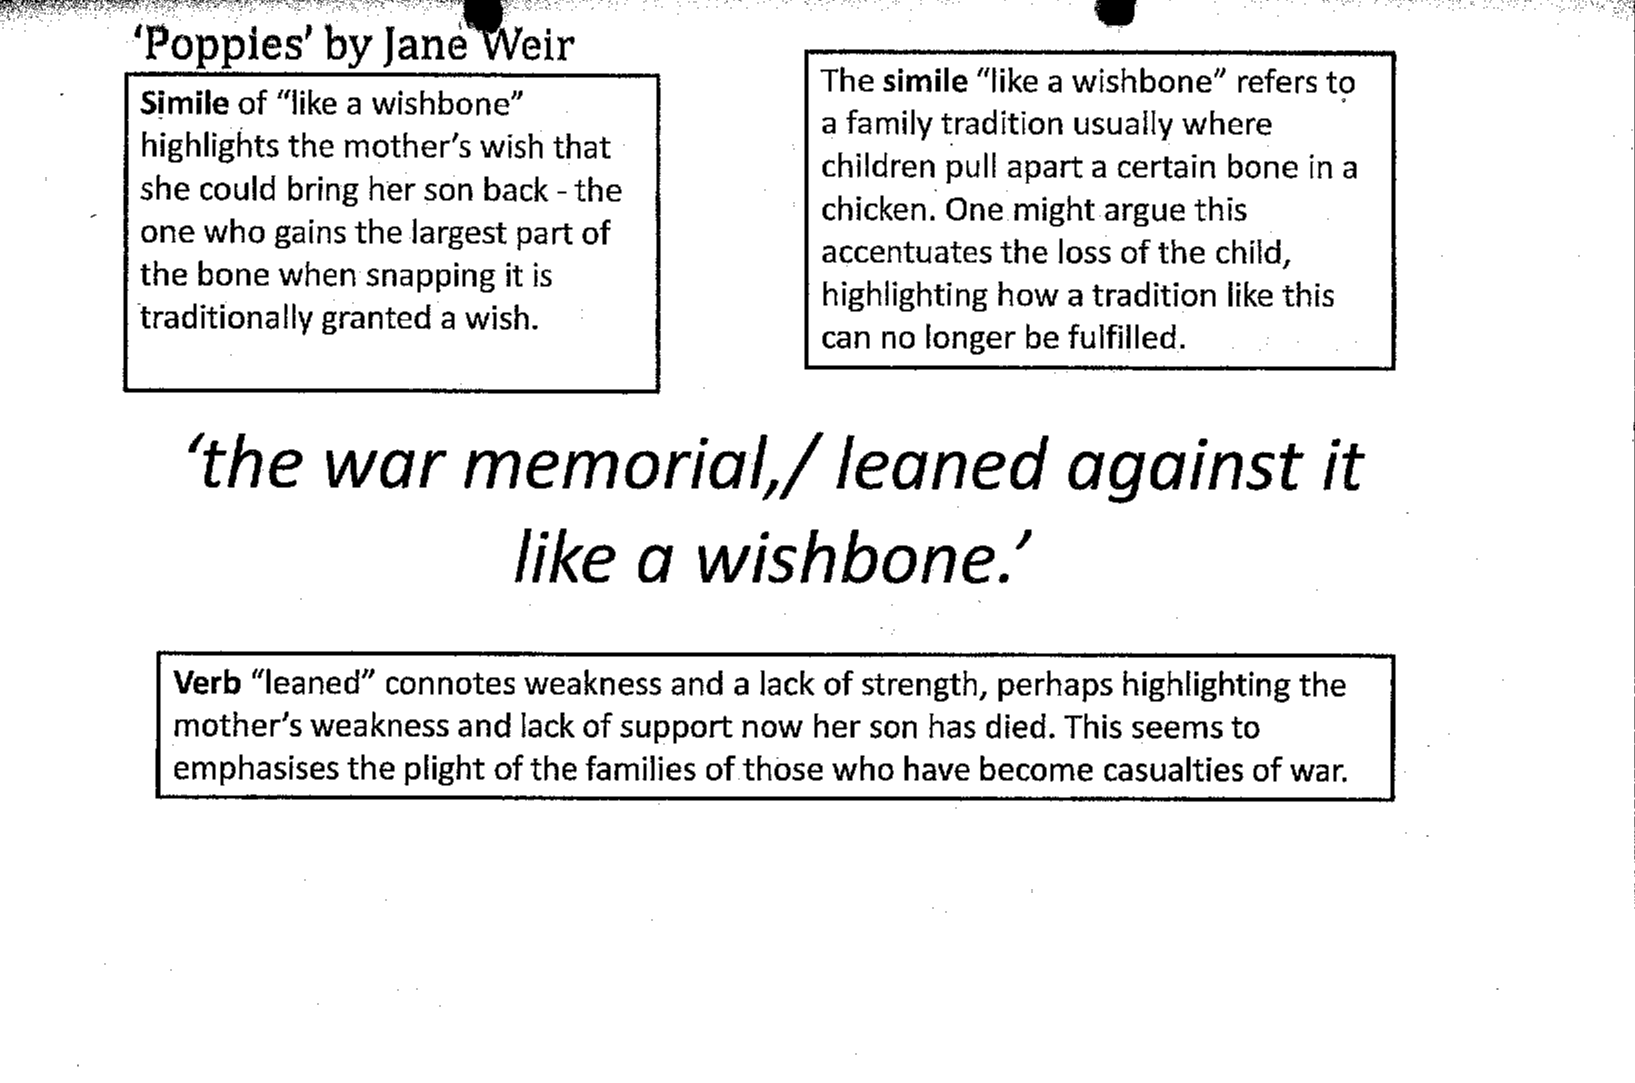 ‘Poppies’ by Jane Weir
Simile of “like a wishbone”
highlights the mother’s wish that
she could bring her son back - the
one who gains the largest part of
the bone when snapping it is
traditionally granted a wish.
The simile “like a wishbone” refers to
a family tradition usually where
children pull apart a certain bone in a
chicken. One might argue this
accentuates the loss of the child,
highlighting how a tradition like this
can no longer be fulfilled.
‘the war memorial,/ leaned against it
like a wishbone.’
Verb “leaned” connotes weakness and a lack of strength, perhaps highlighting the
mother’s weakness and lack of support now her son has died. This seems to
emphasises the plight of the families of those who have become casualties of war.